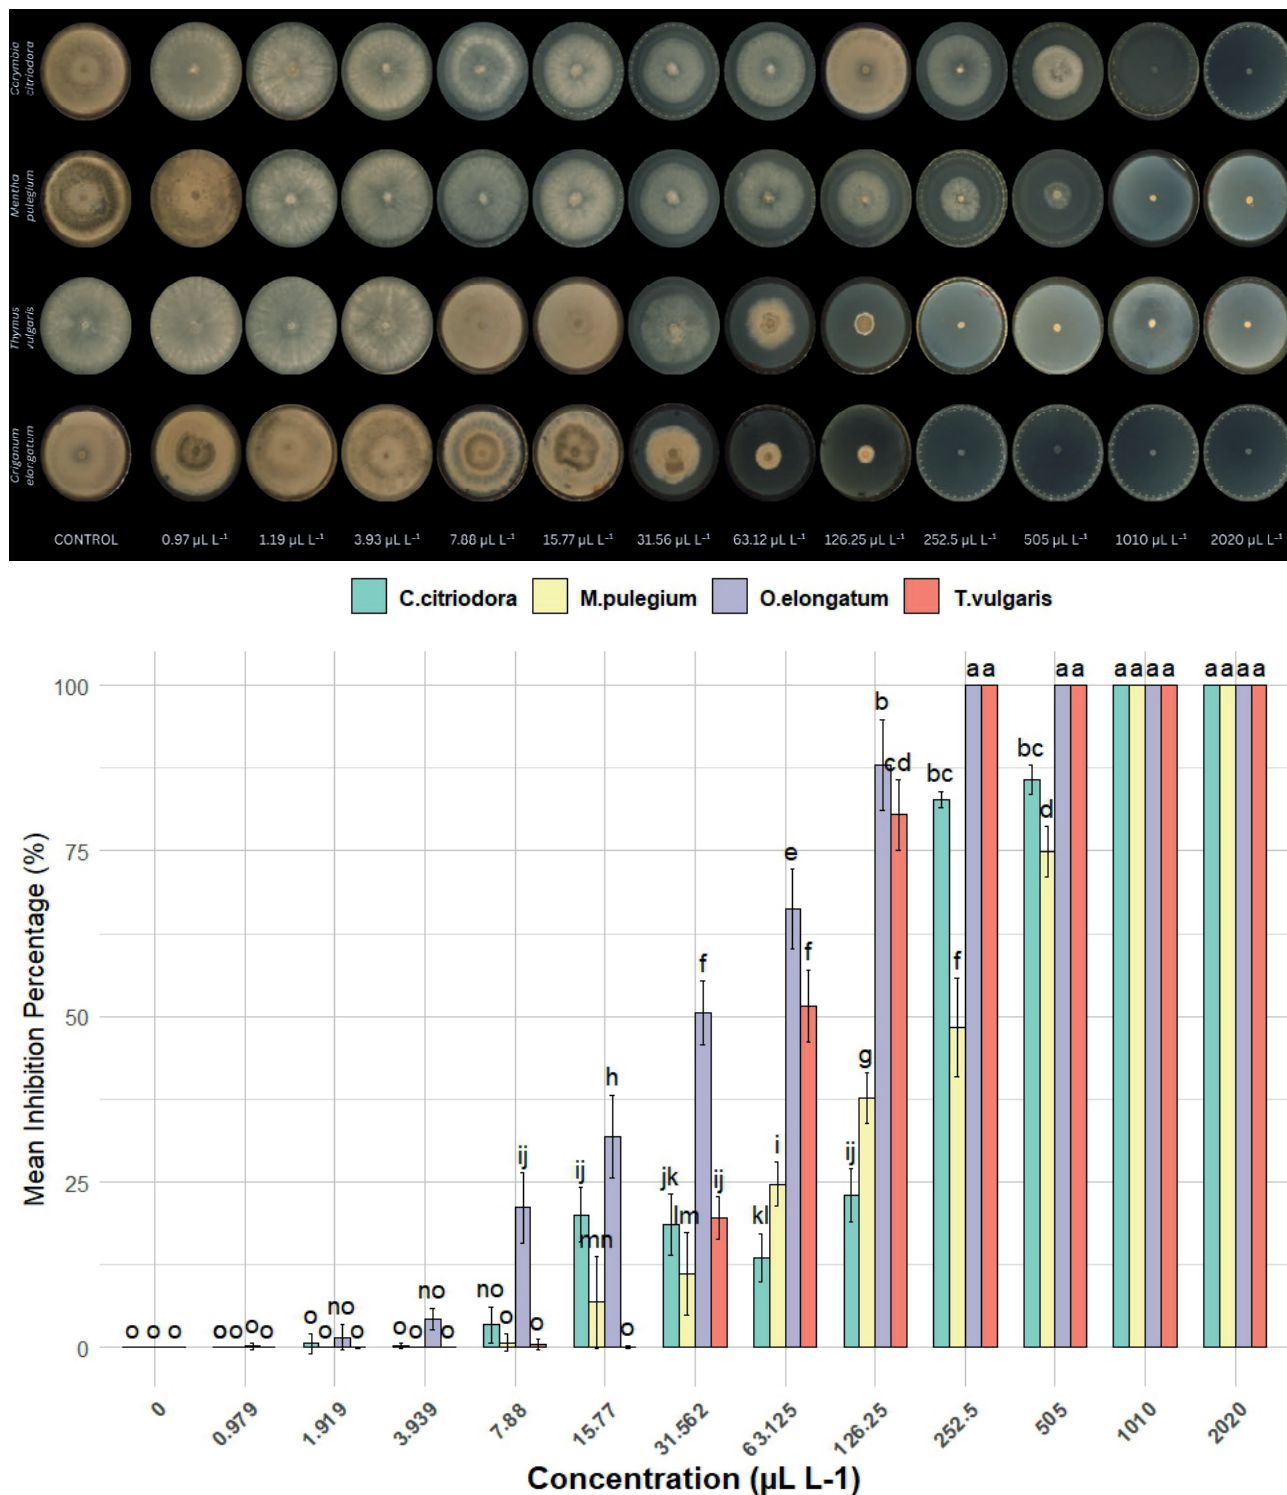 Corymbia
citriodora
Mentha
pulegium
Thymus
vulgaris
Origanum
elongatum
CONTROL 0.97 µL L⁻¹ 1.19 µL L⁻¹ 3.93 µL L⁻¹ 7.88 µL L⁻¹ 15.77 µL L⁻¹ 31.56 µL L⁻¹ 63.12 µL L⁻¹ 126.25 µL L⁻¹ 252.5 µL L⁻¹ 505 µL L⁻¹ 1010 µL L⁻¹ 2020 µL L⁻¹
C.citriodora M.pulegium O.elongatum T.vulgaris
Mean Inhibition Percentage (%)
100
75
50
25
0
o o o
o o o o
o o no o
o o no o
no o ij o
ij mn h o
jk lm f ij
kl i e f
ij g b cd
bc f a a
bc d a a
a a a a
a a a a
0 0.979 1.919 3.939 7.88 15.77 31.562 63.125 126.25 252.5 505 1010 2020
Concentration (µL L-1)